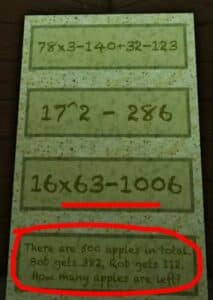 78x3-140+32-123
17^2 - 286
16x63-1006
There are 500 apples in total.
Bob gets 382, Rob gets 112.
How many apples are left?